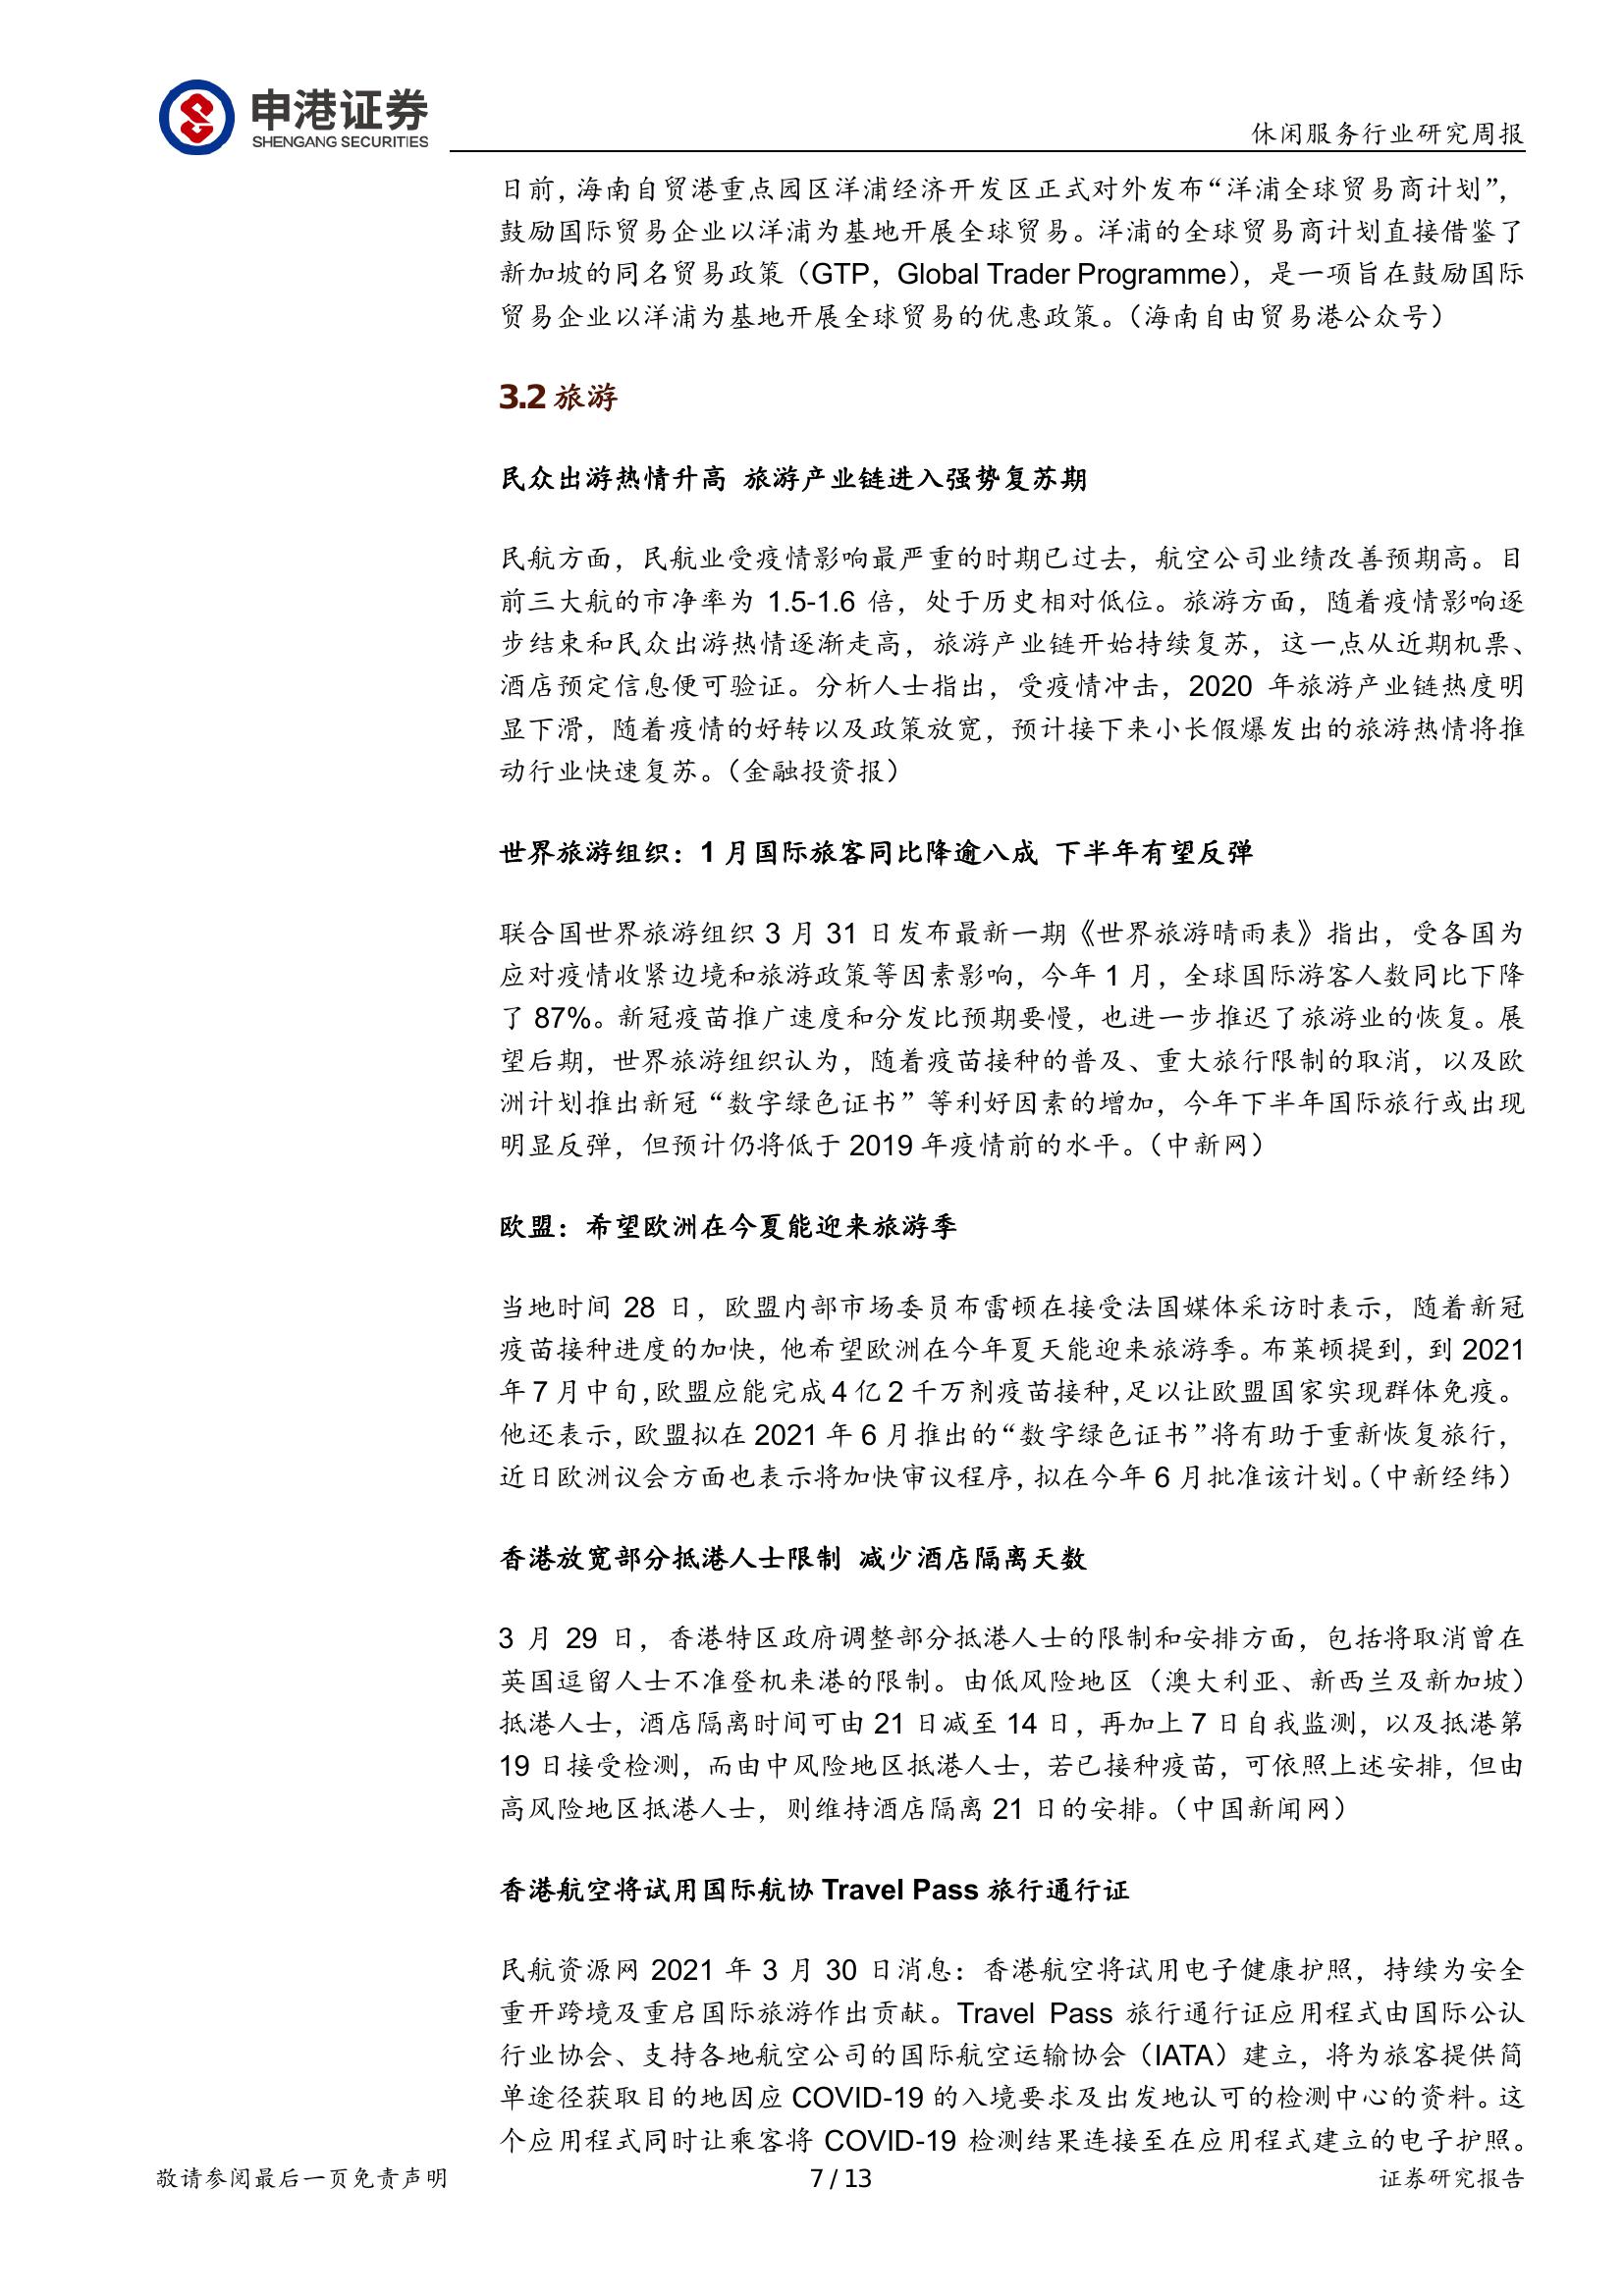 申港证券
SHENGANG SECURITIES
休闲服务行业研究周报
日前，海南自贸港重点园区洋浦经济开发区正式对外发布“洋浦全球贸易商计划”，
鼓励国际贸易企业以洋浦为基地开展全球贸易。洋浦的全球贸易商计划直接借鉴了
新加坡的同名贸易政策（GTP，Global Trader Programme），是一项旨在鼓励国际
贸易企业以洋浦为基地开展全球贸易的优惠政策。（海南自由贸易港公众号）
3.2 旅游
民众出游热情升高 旅游产业链进入强势复苏期
民航方面，民航业受疫情影响最严重的时期已过去，航空公司业绩改善预期高。目
前三大航的市净率为 1.5-1.6 倍，处于历史相对低位。旅游方面，随着疫情影响逐
步结束和民众出游热情逐渐走高，旅游产业链开始持续复苏，这一点从近期机票、
酒店预定信息便可验证。分析人士指出，受疫情冲击，2020 年旅游产业链热度明
显下滑，随着疫情的好转以及政策放宽，预计接下来小长假爆发出的旅游热情将推
动行业快速复苏。（金融投资报）
世界旅游组织：1 月国际旅客同比降逾八成 下半年有望反弹
联合国世界旅游组织 3 月 31 日发布最新一期《世界旅游晴雨表》指出，受各国为
应对疫情收紧边境和旅游政策等因素影响，今年 1 月，全球国际游客人数同比下降
了 87%。新冠疫苗推广速度和分发比预期要慢，也进一步推迟了旅游业的恢复。展
望后期，世界旅游组织认为，随着疫苗接种的普及、重大旅行限制的取消，以及欧
洲计划推出新冠“数字绿色证书”等利好因素的增加，今年下半年国际旅行或出现
明显反弹，但预计仍将低于 2019 年疫情前的水平。（中新网）
欧盟：希望欧洲在今夏能迎来旅游季
当地时间 28 日，欧盟内部市场委员布雷顿在接受法国媒体采访时表示，随着新冠
疫苗接种进度的加快，他希望欧洲在今年夏天能迎来旅游季。布莱顿提到，到 2021
年 7 月中旬，欧盟应能完成 4 亿 2 千万剂疫苗接种，足以让欧盟国家实现群体免疫。
他还表示，欧盟拟在 2021 年 6 月推出的“数字绿色证书”将有助于重新恢复旅行，
近日欧洲议会方面也表示将加快审议程序，拟在今年 6 月批准该计划。（中新经纬）
香港放宽部分抵港人士限制 减少酒店隔离天数
3 月 29 日，香港特区政府调整部分抵港人士的限制和安排方面，包括将取消曾在
英国逗留人士不准登机来港的限制。由低风险地区（澳大利亚、新西兰及新加坡）
抵港人士，酒店隔离时间可由 21 日减至 14 日，再加上 7 日自我监测，以及抵港第
19 日接受检测，而由中风险地区抵港人士，若已接种疫苗，可依照上述安排，但由
高风险地区抵港人士，则维持酒店隔离 21 日的安排。（中国新闻网）
香港航空将试用国际航协 Travel Pass 旅行通行证
民航资源网 2021 年 3 月 30 日消息：香港航空将试用电子健康护照，持续为安全
重开跨境及重启国际旅游作出贡献。Travel Pass 旅行通行证应用程式由国际公认
行业协会、支持各地航空公司的国际航空运输协会（IATA）建立，将为旅客提供简
单途径获取目的地因应 COVID-19 的入境要求及出发地认可的检测中心的资料。这
个应用程式同时让乘客将 COVID-19 检测结果连接至在应用程式建立的电子护照。
敬请参阅最后一页免责声明
7 / 13
证券研究报告